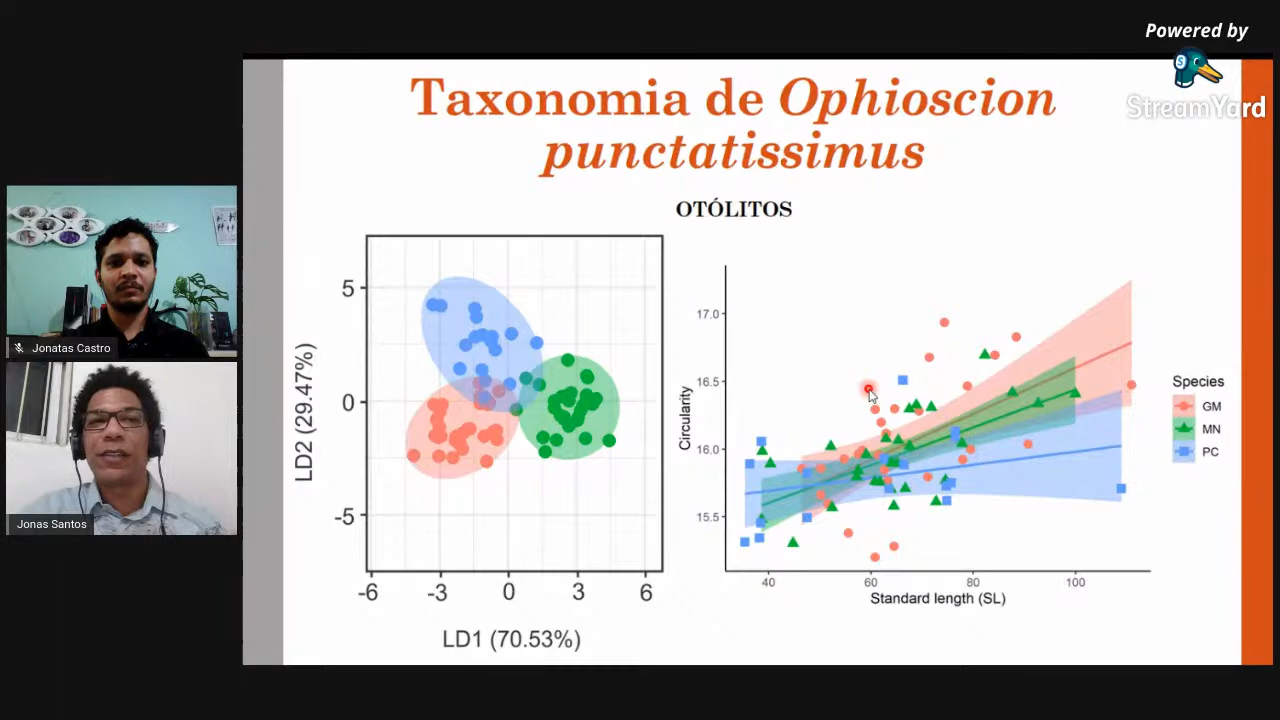 Powered by
StreamYard
Taxonomia de Ophioscion
punctatissimus
OTÓLITOS
Jonatas Castro
Jonas Santos
LD2 (29.47%)
5
0
-5
-6 -3 0 3 6
LD1 (70.53%)
Circularity
17.0
16.5
16.0
15.5
40 60 80 100
Standard length (SL)
Species
GM
MN
PC